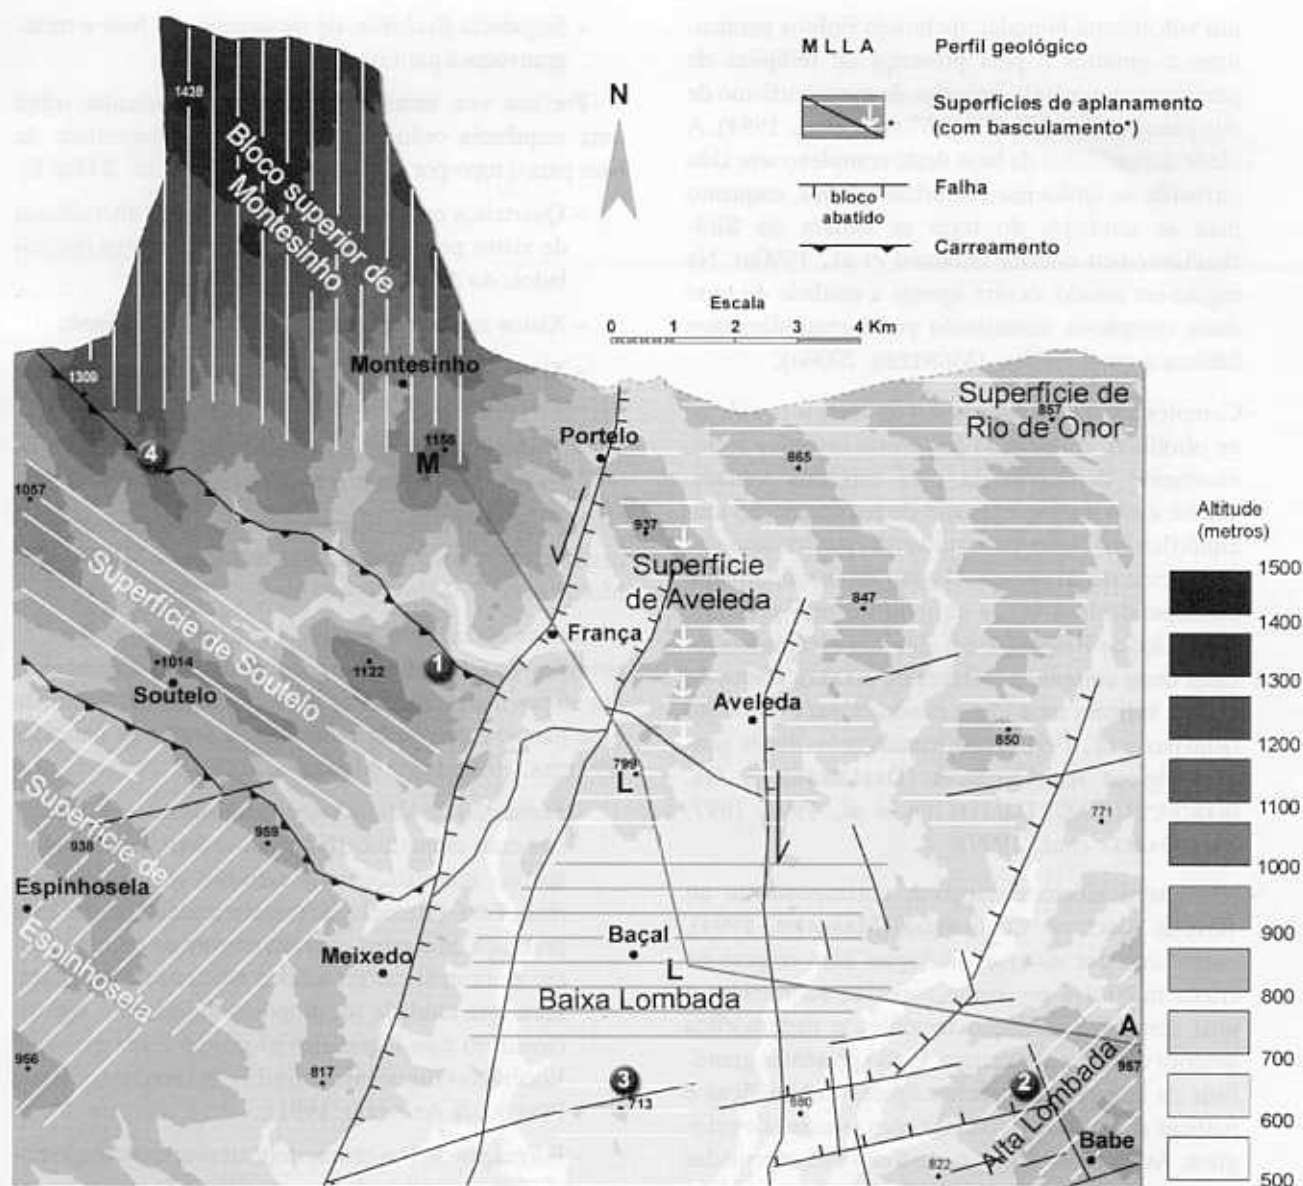 M L L A Perfil geológico
Superfícies de aplanamento
(com basculamento*)
Falha
bloco
abatido
Carreamento
N
Escala
0 1 2 3 4 Km
1438
Bloco superior de
Montesinho
1300
Montesinho
1156
M
4
Portelo
Superfície de
Rio de Onor
857
865
1057
937
Superfície
de Aveleda
847
França
Superfície de Soutelo
1014
Soutelo
1122
1
Aveleda
850
799
L'
771
Superfície de
Espinhosela
938
959
Espinhosela
Meixedo
Baçal
L
Baixa Lombada
A
967
956
817
3
713
2
Alta Lombada
880
822
Babe
Altitude
(metros)
1500
1400
1300
1200
1100
1000
900
800
700
600
500